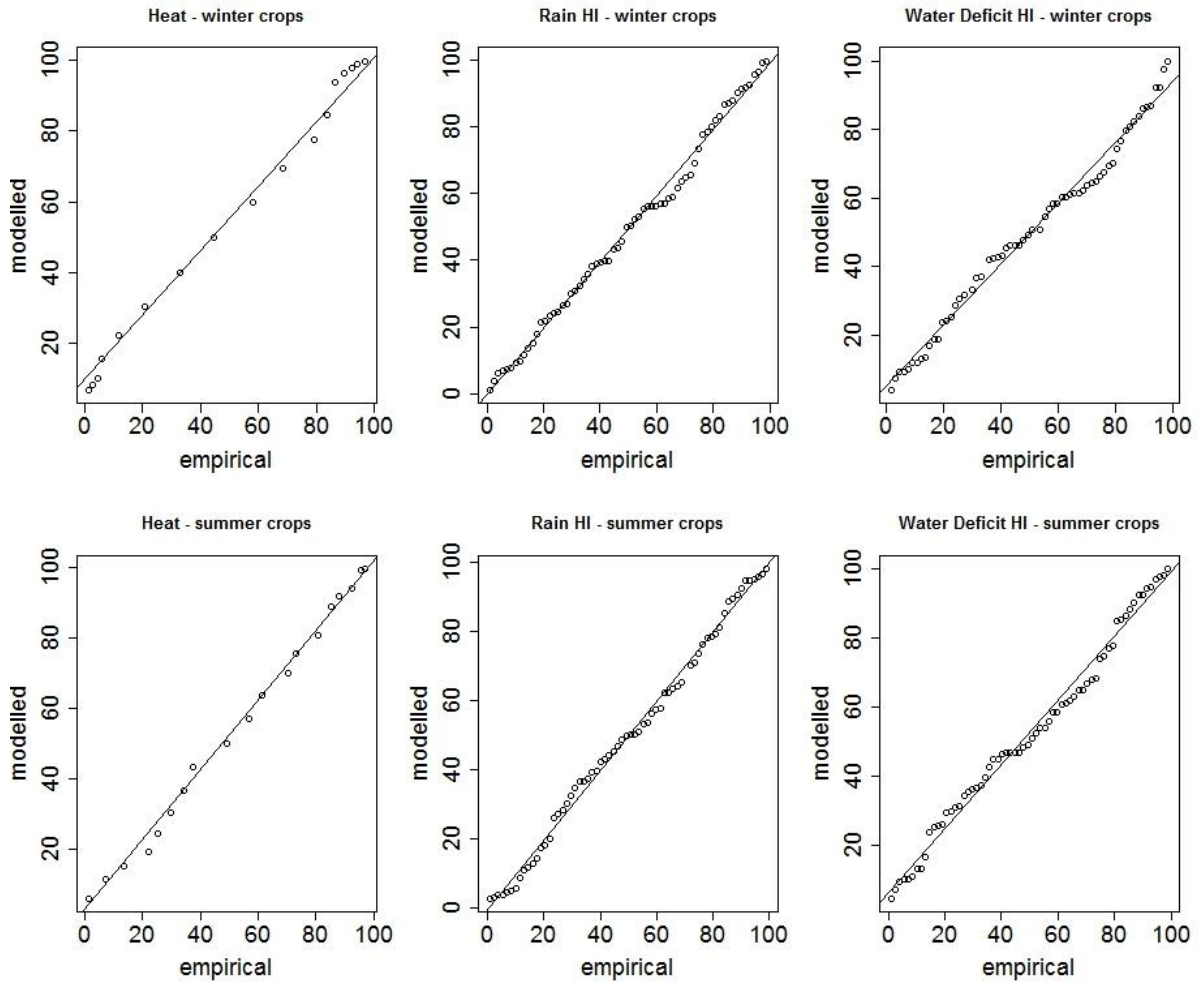 Heat - winter crops
Rain HI - winter crops
Water Deficit HI - winter crops
modelled
20 40 60 80 100
0 20 40 60 80 100
empirical
modelled
0 20 40 60 80 100
0 20 40 60 80 100
empirical
modelled
20 40 60 80 100
0 20 40 60 80 100
empirical
Heat - summer crops
Rain HI - summer crops
Water Deficit HI - summer crops
modelled
20 40 60 80 100
0 20 40 60 80 100
empirical
modelled
0 20 40 60 80 100
0 20 40 60 80 100
empirical
modelled
20 40 60 80 100
0 20 40 60 80 100
empirical